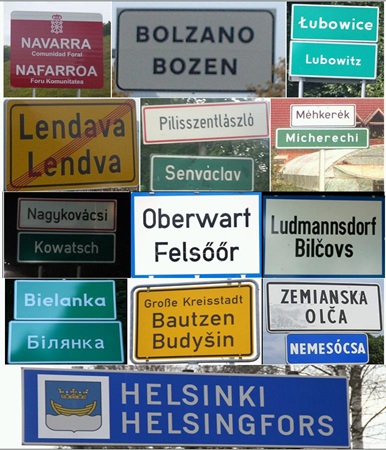 NAVARRA
Comunidad Foral
NAFARROA
Foru Komunitatea
BOLZANO
BOZEN
Łubowice
Lubowitz
Lendava
Lendva
Pilisszentlászló
Senváclav
Méhkerék
Micherechi
Nagykovácsi
Kowatsch
Oberwart
Felsőőr
Ludmannsdorf
Bilčovs
Bielanka
Білянка
Große Kreisstadt
Bautzen
Budyšin
ZEMIANSKA
OLČA
NEMESÓCSA
HELSINKI
HELSINGFORS